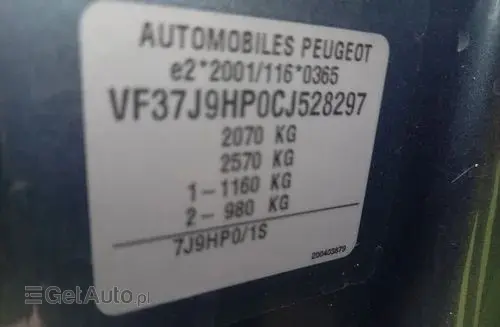 AUTOMOBILES PEUGEOT
e2*2001/116*0365
VF37J9HP0CJ528297
2070 KG
2570 KG
1-1160 KG
2- 980 KG
7J9HP0/1S
200403879
GetAuto.pl